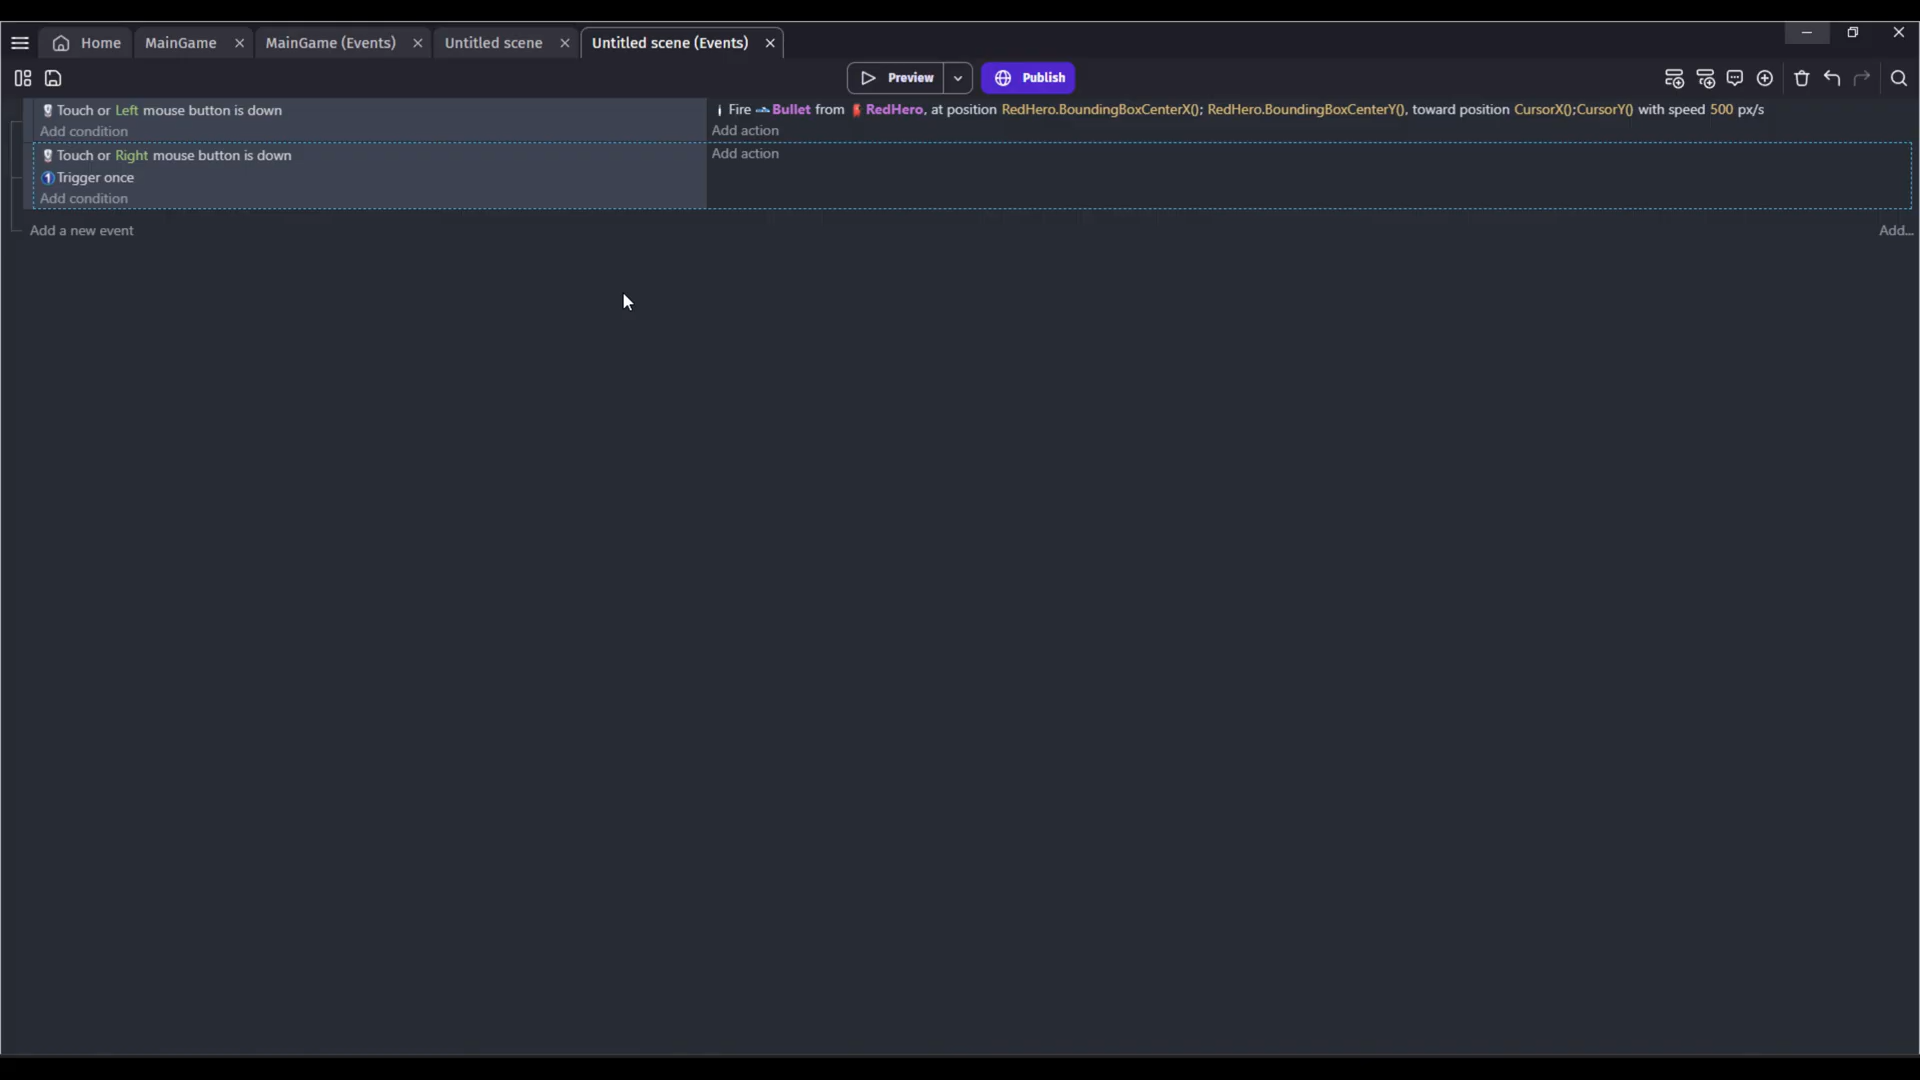 Home MainGame MainGame (Events) Untitled scene Untitled scene (Events)
Preview Publish
Touch or Left mouse button is down
Fire Bullet from RedHero, at position RedHero.BoundingBoxCenterX(); RedHero.BoundingBoxCenterY(), toward position CursorX();CursorY() with speed 500 px/s
Add condition
Add action
Touch or Right mouse button is down
Add action
Trigger once
Add condition
Add a new event
Add...